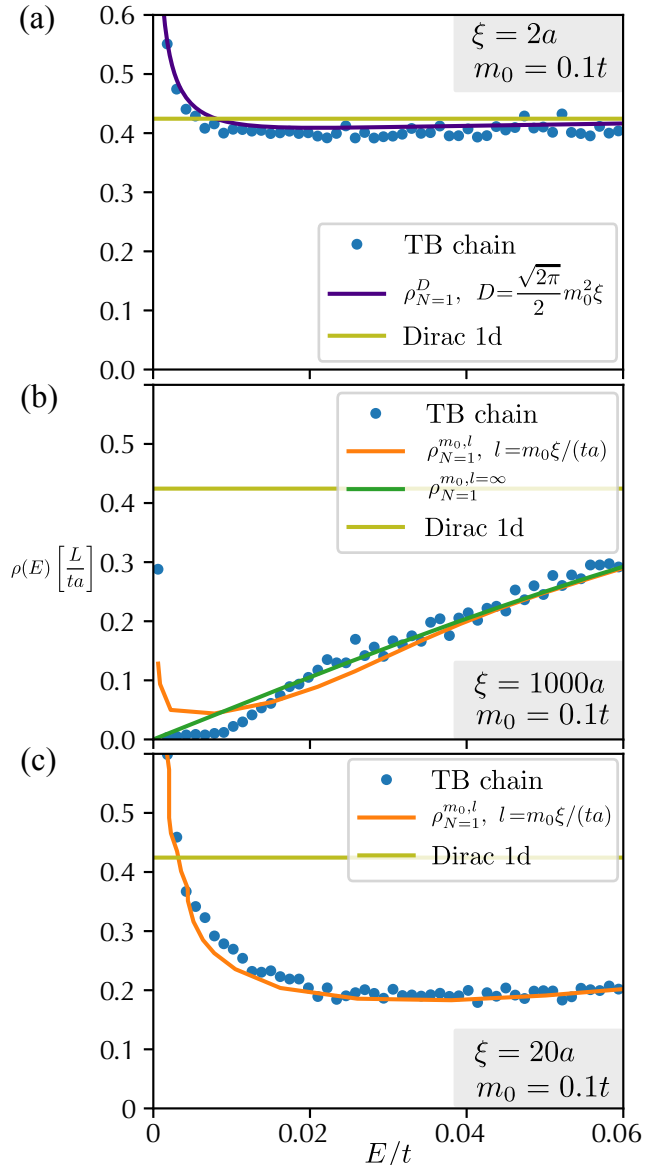 (a)
0.6
0.5
0.4
0.3
0.2
0.1
0.0
ξ = 2a
m₀ = 0.1t
TB chain
ρ^D_{N=1}, D=\frac{\sqrt{2π}}{2}m₀²ξ
Dirac 1d
(b)
0.5
0.4
0.3
0.2
0.1
0.0
ρ(E) [\frac{L}{ta}]
TB chain
ρ^{m₀,l}_{N=1}, l=m₀ξ/(ta)
ρ^{m₀,l=∞}_{N=1}
Dirac 1d
ξ = 1000a
m₀ = 0.1t
(c)
0.5
0.4
0.3
0.2
0.1
0
TB chain
ρ^{m₀,l}_{N=1}, l=m₀ξ/(ta)
Dirac 1d
ξ = 20a
m₀ = 0.1t
0 0.02 0.04 0.06
E/t